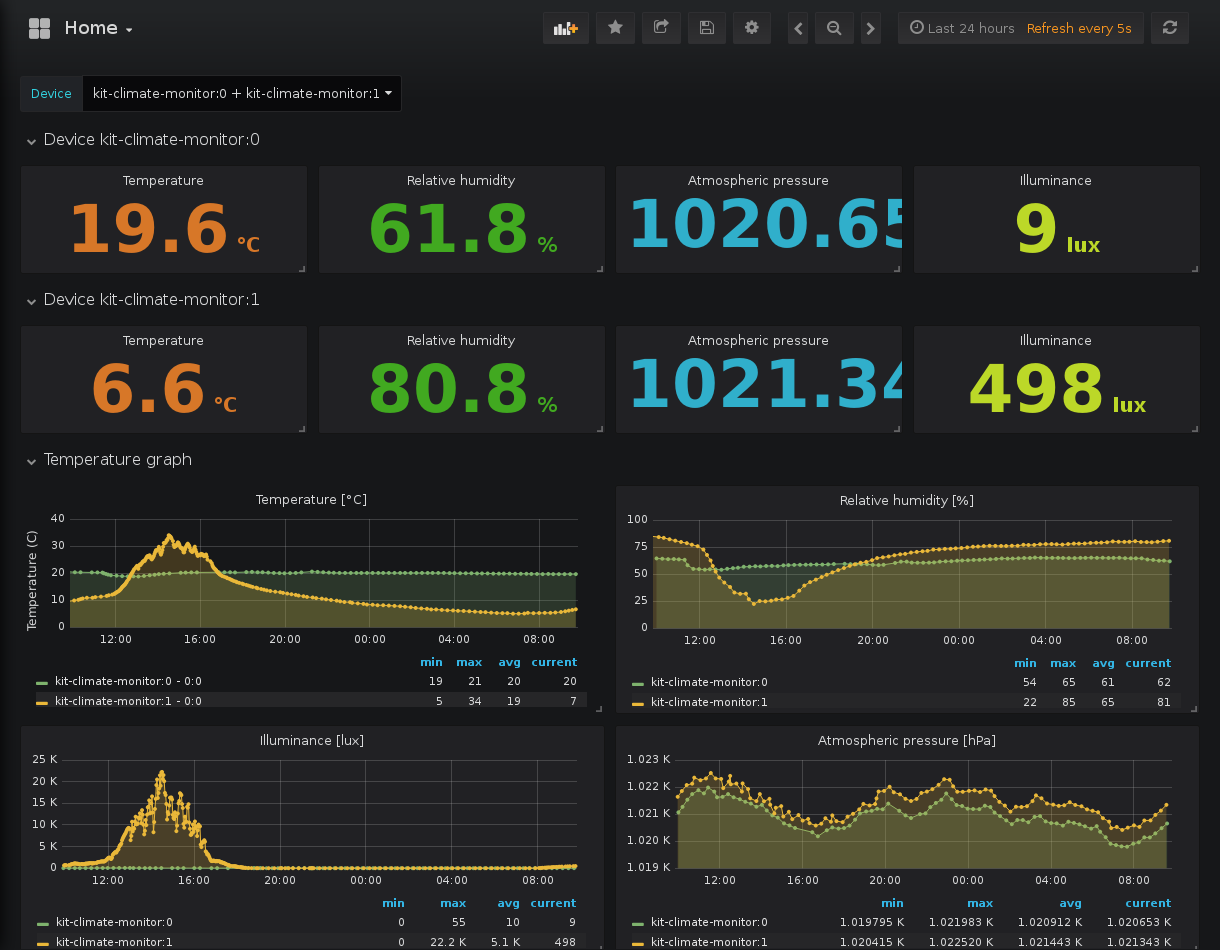 Home
Last 24 hours Refresh every 5s
Device kit-climate-monitor:0 + kit-climate-monitor:1
Device kit-climate-monitor:0
Temperature Relative humidity Atmospheric pressure Illuminance
19.6 °C 61.8 % 1020.65 9 lux
Device kit-climate-monitor:1
Temperature Relative humidity Atmospheric pressure Illuminance
6.6 °C 80.8 % 1021.34 498 lux
Temperature graph
Temperature [°C]
Temperature (C)
40
30
20
10
0
12:00 16:00 20:00 00:00 04:00 08:00
min max avg current
kit-climate-monitor:0 - 0:0 19 21 20 20
kit-climate-monitor:1 - 0:0 5 34 19 7
Relative humidity [%]
100
75
50
25
0
12:00 16:00 20:00 00:00 04:00 08:00
min max avg current
kit-climate-monitor:0 54 65 61 62
kit-climate-monitor:1 22 85 65 81
Illuminance [lux]
25 K
20 K
15 K
10 K
5 K
0
12:00 16:00 20:00 00:00 04:00 08:00
min max avg current
kit-climate-monitor:0 0 55 10 9
kit-climate-monitor:1 0 22.2 K 5.1 K 498
Atmospheric pressure [hPa]
1.023 K
1.022 K
1.021 K
1.020 K
1.019 K
12:00 16:00 20:00 00:00 04:00 08:00
min max avg current
kit-climate-monitor:0 1.019795 K 1.021983 K 1.020912 K 1.020653 K
kit-climate-monitor:1 1.020415 K 1.022520 K 1.021443 K 1.021343 K